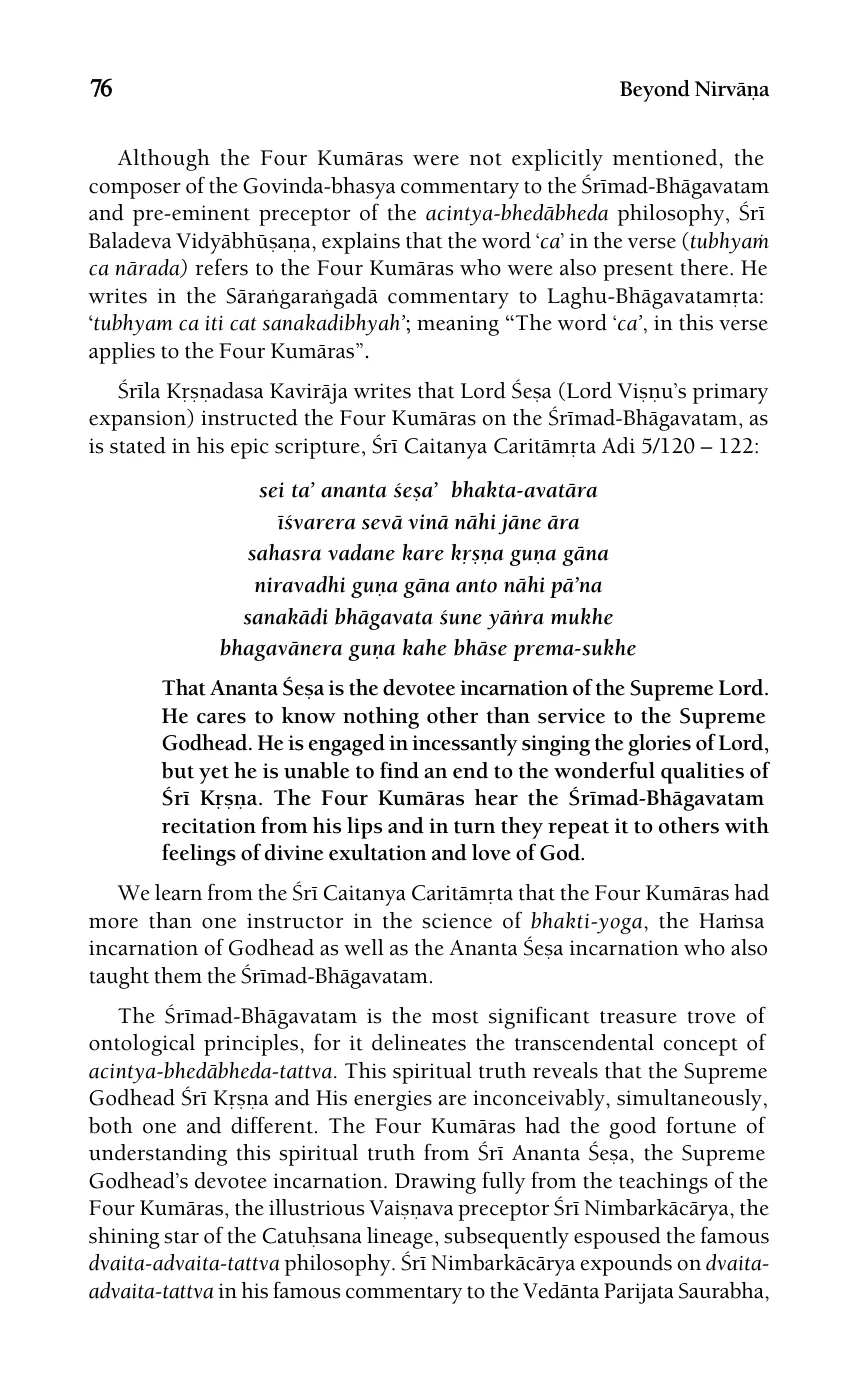 76 Beyond Nirvāṇa
Although the Four Kumāras were not explicitly mentioned, the
composer of the Govinda-bhasya commentary to the Śrīmad-Bhāgavatam
and pre-eminent preceptor of the acintya-bhedābheda philosophy, Śrī
Baladeva Vidyābhūṣaṇa, explains that the word ‘ca’ in the verse (tubhyaṁ
ca nārada) refers to the Four Kumāras who were also present there. He
writes in the Sāraṅgaraṅgadā commentary to Laghu-Bhāgavatamṛta:
‘tubhyam ca iti cat sanakadibhyah’; meaning “The word ‘ca’, in this verse
applies to the Four Kumāras”.
Śrīla Kṛṣṇadasa Kavirāja writes that Lord Śeṣa (Lord Viṣṇu’s primary
expansion) instructed the Four Kumāras on the Śrīmad-Bhāgavatam, as
is stated in his epic scripture, Śrī Caitanya Caritāmṛta Adi 5/120 – 122:
sei ta’ ananta śeṣa’ bhakta-avatāra
īśvarera sevā vinā nāhi jāne āra
sahasra vadane kare kṛṣṇa guṇa gāna
niravadhi guṇa gāna anto nāhi pā’na
sanakādi bhāgavata śune yāṅra mukhe
bhagavānera guṇa kahe bhāse prema-sukhe
That Ananta Śeṣa is the devotee incarnation of the Supreme Lord.
He cares to know nothing other than service to the Supreme
Godhead. He is engaged in incessantly singing the glories of Lord,
but yet he is unable to find an end to the wonderful qualities of
Śrī Kṛṣṇa. The Four Kumāras hear the Śrīmad-Bhāgavatam
recitation from his lips and in turn they repeat it to others with
feelings of divine exultation and love of God.
We learn from the Śrī Caitanya Caritāmṛta that the Four Kumāras had
more than one instructor in the science of bhakti-yoga, the Haṁsa
incarnation of Godhead as well as the Ananta Śeṣa incarnation who also
taught them the Śrīmad-Bhāgavatam.
The Śrīmad-Bhāgavatam is the most significant treasure trove of
ontological principles, for it delineates the transcendental concept of
acintya-bhedābheda-tattva. This spiritual truth reveals that the Supreme
Godhead Śrī Kṛṣṇa and His energies are inconceivably, simultaneously,
both one and different. The Four Kumāras had the good fortune of
understanding this spiritual truth from Śrī Ananta Śeṣa, the Supreme
Godhead’s devotee incarnation. Drawing fully from the teachings of the
Four Kumāras, the illustrious Vaiṣṇava preceptor Śrī Nimbarkācārya, the
shining star of the Catuḥsana lineage, subsequently espoused the famous
dvaita-advaita-tattva philosophy. Śrī Nimbarkācārya expounds on dvaita-
advaita-tattva in his famous commentary to the Vedānta Parijata Saurabha,